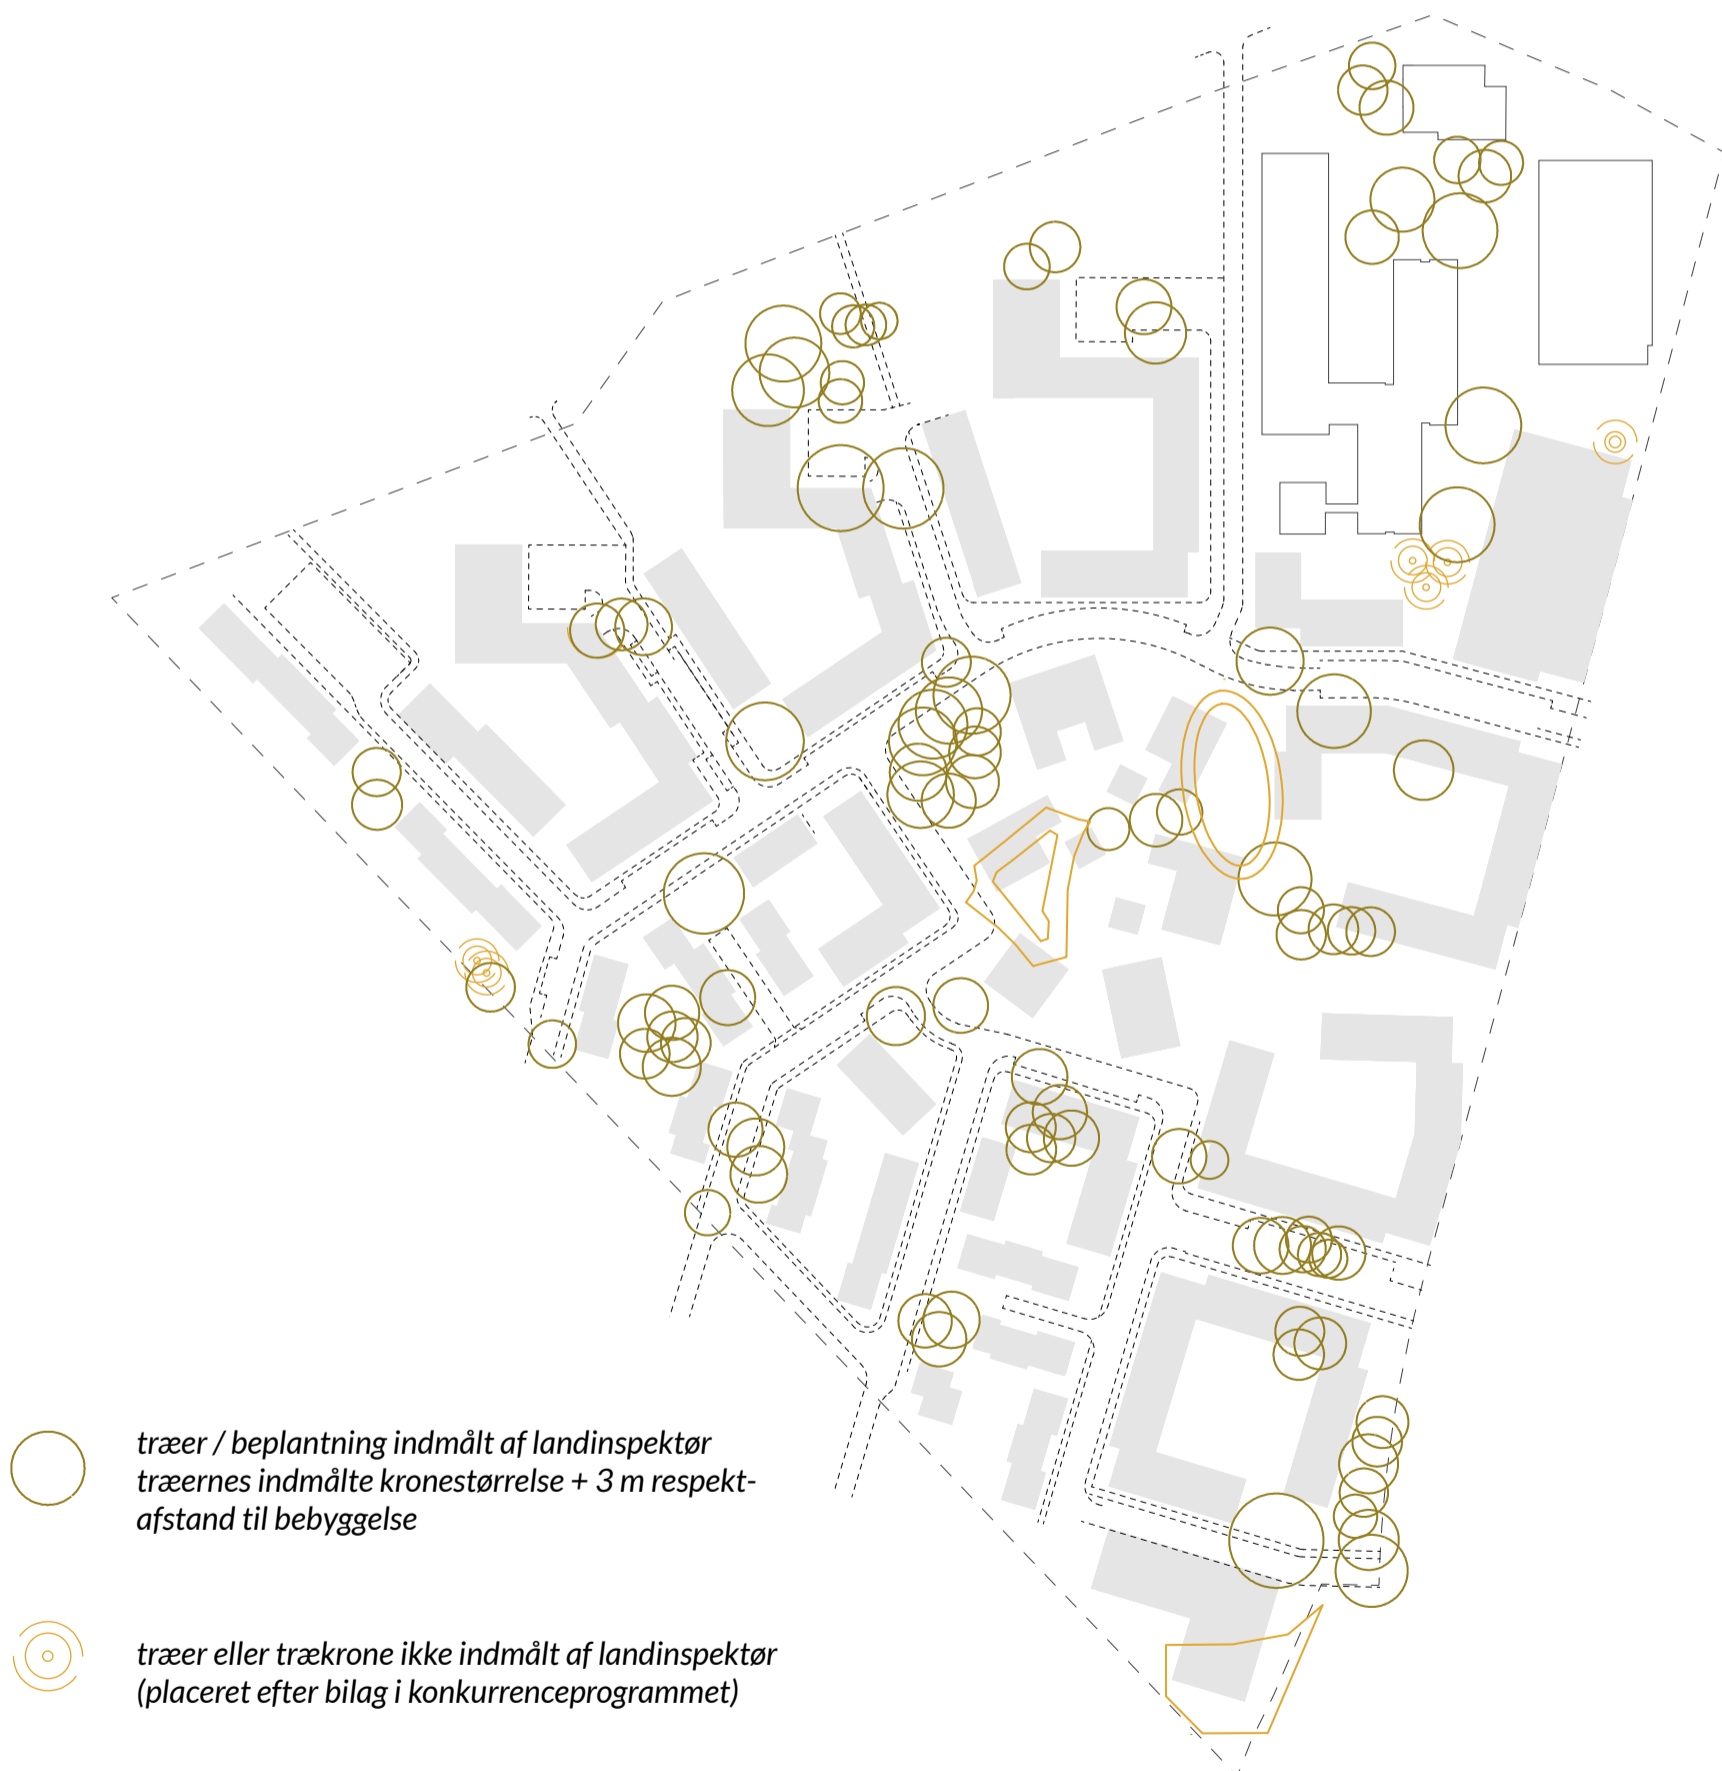 træer / beplantning indmålt af landinspektør
træernes indmålte kronestørrelse + 3 m respekt-
afstand til bebyggelse
træer eller trækrone ikke indmålt af landinspektør
(placeret efter bilag i konkurrenceprogrammet)